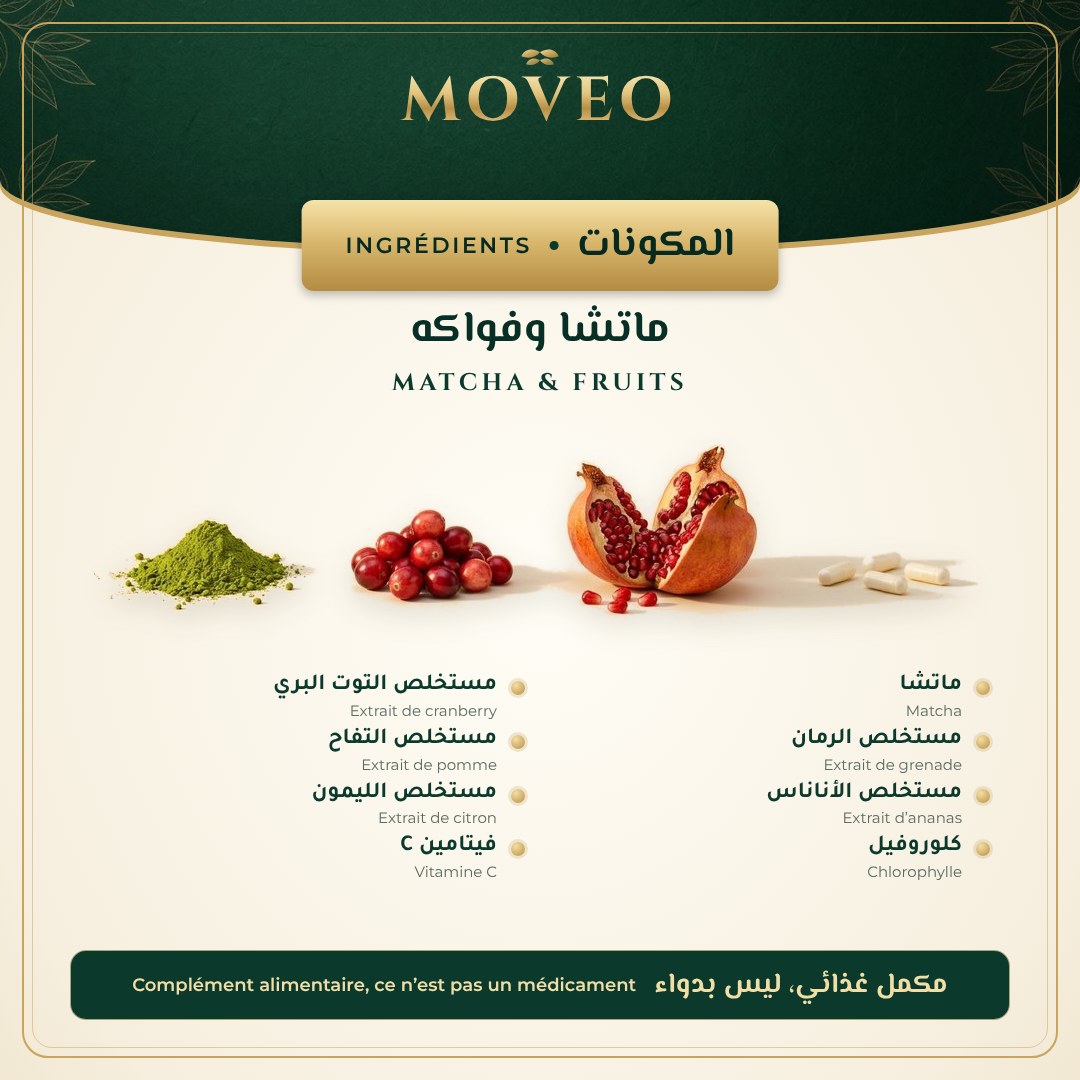 MOVEO
INGRÉDIENTS • المكونات
ماتشا وفواكه
MATCHA & FRUITS
ماتشا
Matcha
مستخلص الرمان
Extrait de grenade
مستخلص الأناناس
Extrait d’ananas
كلوروفيل
Chlorophylle
مستخلص التوت البري
Extrait de cranberry
مستخلص التفاح
Extrait de pomme
مستخلص الليمون
Extrait de citron
فيتامين C
Vitamine C
مكمل غذائي، ليس بدواء Complément alimentaire, ce n’est pas un médicament